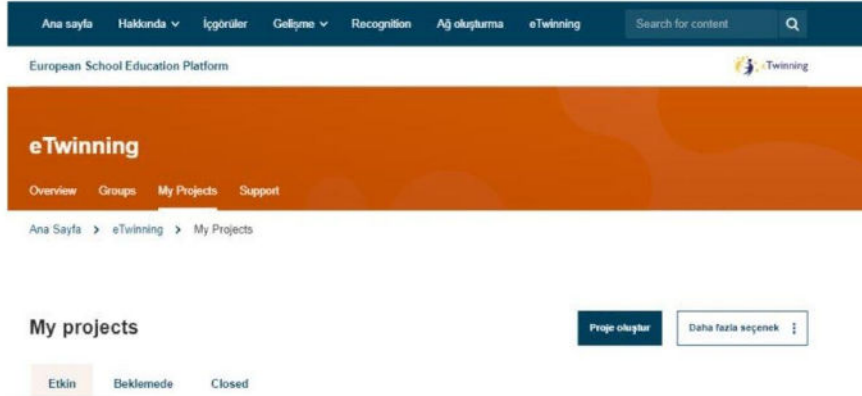 Ana sayfa Hakkında İçgörüler Gelişme Recognition Ağ oluşturma eTwinning Search for content
European School Education Platform eTwinning
eTwinning
Overview Groups My Projects Support
Ana Sayfa > eTwinning > My Projects
My projects Proje oluştur Daha fazla seçenek
Etkin Beklemede Closed